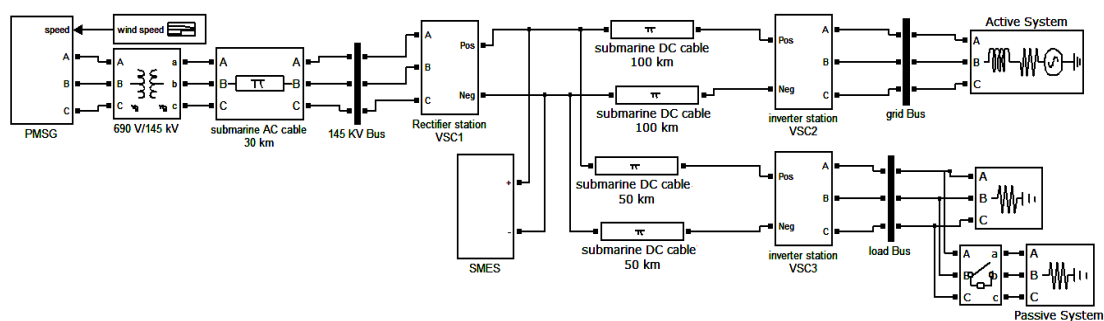 speed
wind speed
A
B
C
PMSG
A
B
C
a
b
c
690 V/145 kV
A
B
C
A
B
C
submarine AC cable
30 km
145 KV Bus
A
B
C
Pos
Neg
Rectifier station
VSC1
+
-
SMES
submarine DC cable
100 km
submarine DC cable
100 km
submarine DC cable
50 km
submarine DC cable
50 km
Pos
Neg
A
B
C
inverter station
VSC2
grid Bus
Active System
A
B
C
Pos
Neg
A
B
C
inverter station
VSC3
load Bus
A
B
C
A
B
C
a
b
c
A
B
C
Passive System